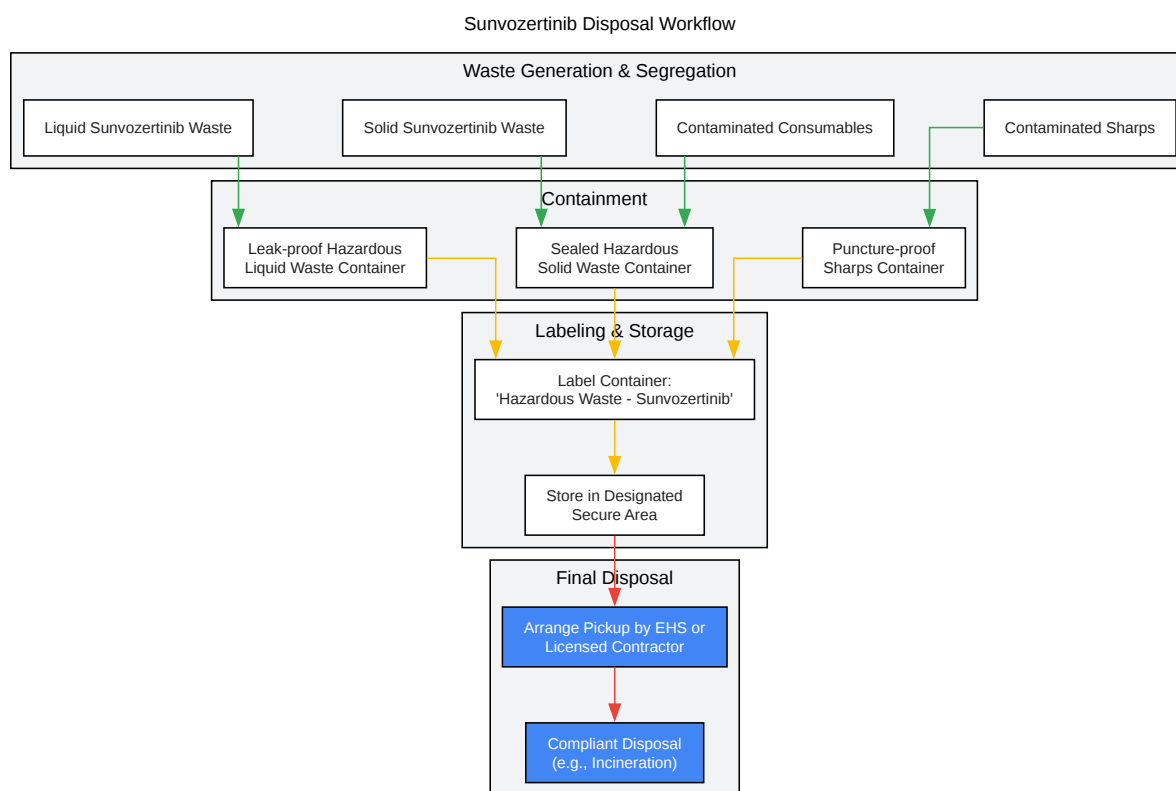 Sunvozertinib Disposal Workflow
Waste Generation & Segregation
Liquid Sunvozertinib Waste
Solid Sunvozertinib Waste
Contaminated Consumables
Contaminated Sharps
Containment
Leak-proof Hazardous
Liquid Waste Container
Sealed Hazardous
Solid Waste Container
Puncture-proof
Sharps Container
Labeling & Storage
Label Container:
'Hazardous Waste - Sunvozertinib'
Store in Designated
Secure Area
Final Disposal
Arrange Pickup by EHS or
Licensed Contractor
Compliant Disposal
(e.g., Incineration)